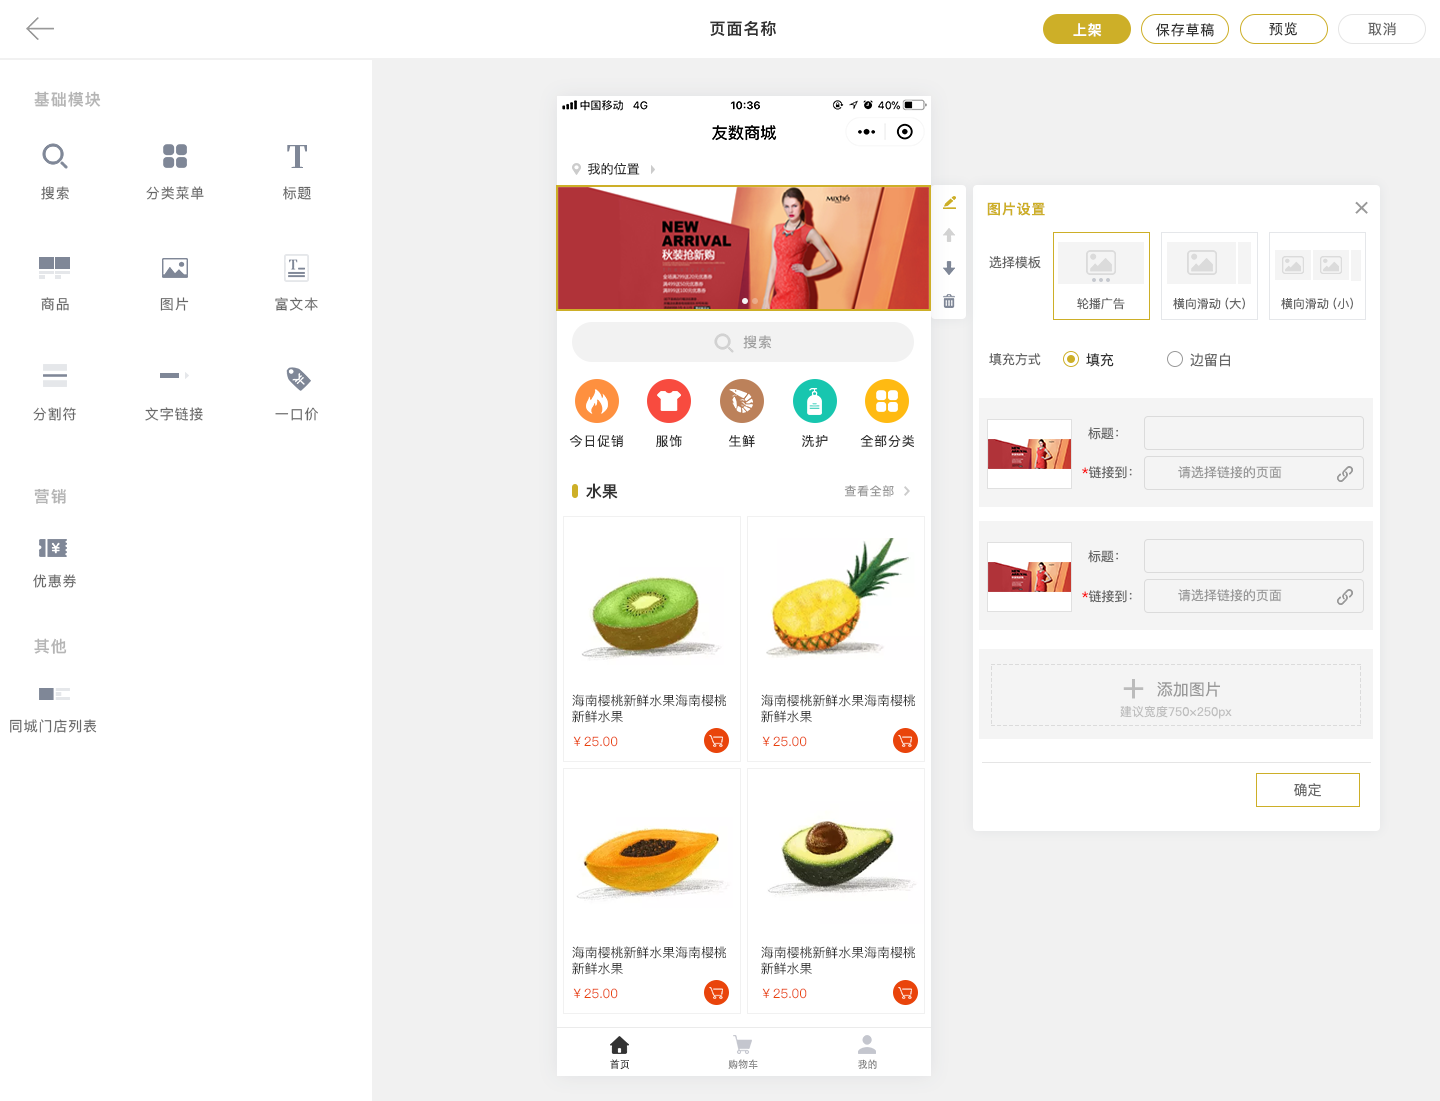 页面名称
上架
保存草稿
预览
取消
基础模块
搜索
分类菜单
标题
商品
图片
富文本
分割符
文字链接
一口价
营销
优惠券
其他
同城门店列表
中国移动 4G
10:36
40%
友数商城
我的位置
NEW
ARRIVAL
秋装抢新购
搜索
今日促销
服饰
生鲜
洗护
全部分类
水果
查看全部
海南樱桃新鲜水果海南樱桃
新鲜水果
¥ 25.00
海南樱桃新鲜水果海南樱桃
新鲜水果
¥ 25.00
海南樱桃新鲜水果海南樱桃
新鲜水果
¥ 25.00
海南樱桃新鲜水果海南樱桃
新鲜水果
¥ 25.00
首页
购物车
我的
图片设置
选择模板
轮播广告
横向滑动 (大)
横向滑动 (小)
填充方式
填充
边留白
标题：
*链接到：
请选择链接的页面
标题：
*链接到：
请选择链接的页面
添加图片
建议宽度750×250px
确定